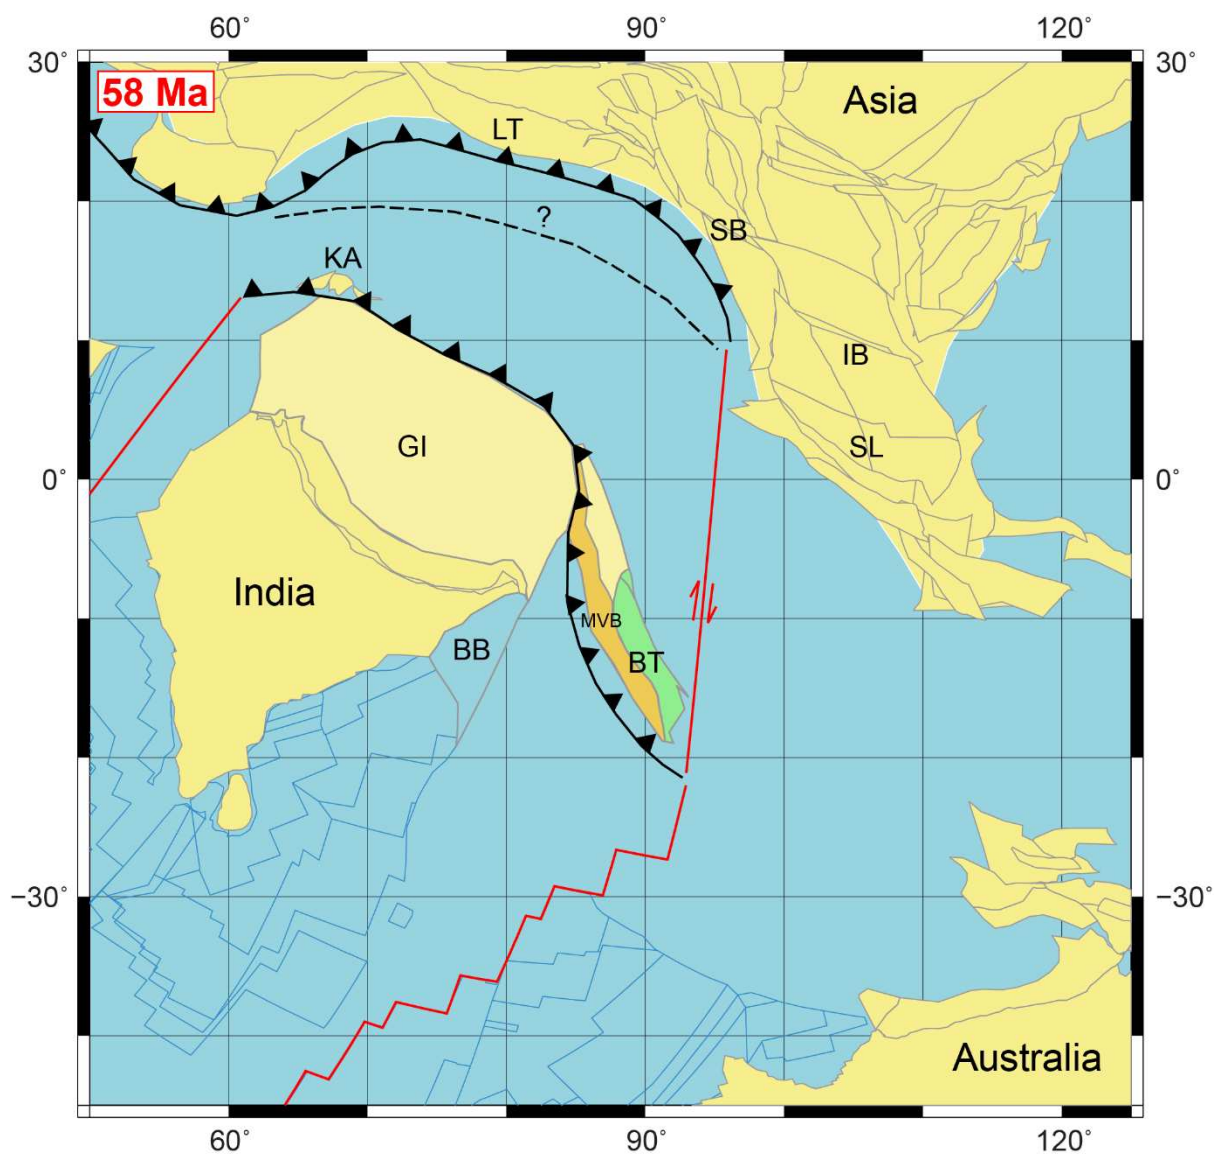 60° 90° 120°
30° 30°
58 Ma
Asia
LT
?
SB
KA
IB
GI
SL
0° 0°
India
MVB
BB
BT
−30° −30°
Australia
60° 90° 120°